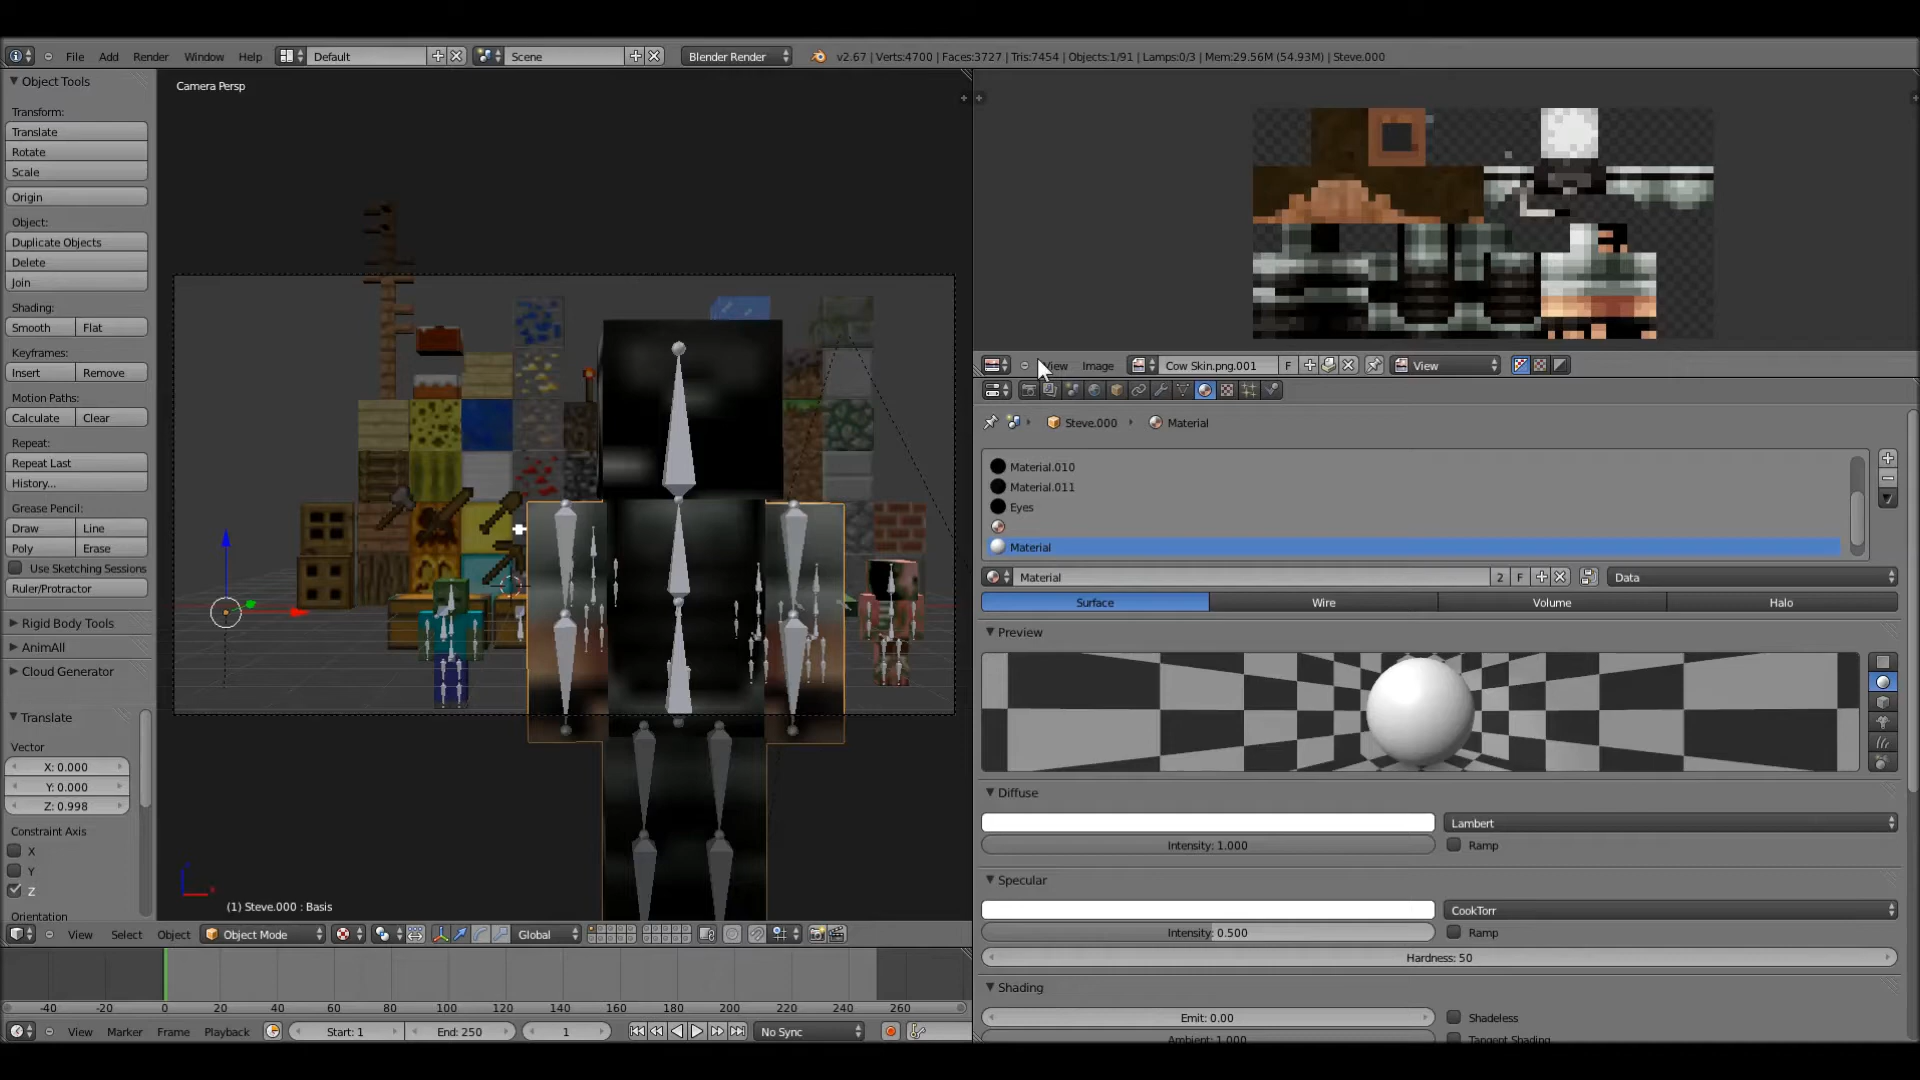 File Add Render Window Help Default Scene Blender Render v2.67 | Verts:4700 | Faces:3727 | Tris:7454 | Objects:1/91 | Lamps:0/3 | Mem:29.56M (54.93M) | Steve.000
Object Tools
Camera Persp
Transform:
Translate
Rotate
Scale
Origin
Object:
Duplicate Objects
Delete
Join
Shading:
Smooth Flat
Keyframes:
Insert Remove
Motion Paths:
Calculate Clear
Repeat:
Repeat Last
History...
Grease Pencil:
Draw Line
Poly Erase
Use Sketching Sessions
Ruler/Protractor
Rigid Body Tools
AnimAll
Cloud Generator
Translate
Vector
X: 0.000
Y: 0.000
Z: 0.998
Constraint Axis
X
Y
Z
Orientation
(1) Steve.000 : Basis
View Select Object Object Mode Global
-40 -20 0 20 40 60 80 100 120 140 160 180 200 220 240 260
View Marker Frame Playback Start: 1 End: 250 1 No Sync
View Image Cow Skin.png.001 F View
Steve.000 Material
Material.010
Material.011
Eyes
Material
Material 2 F Data
Surface Wire Volume Halo
Preview
Diffuse
Lambert
Intensity: 1.000 Ramp
Specular
CookTorr
Intensity: 0.500 Ramp
Hardness: 50
Shading
Emit: 0.00 Shadeless
Ambient: 1.000 Tangent Shading